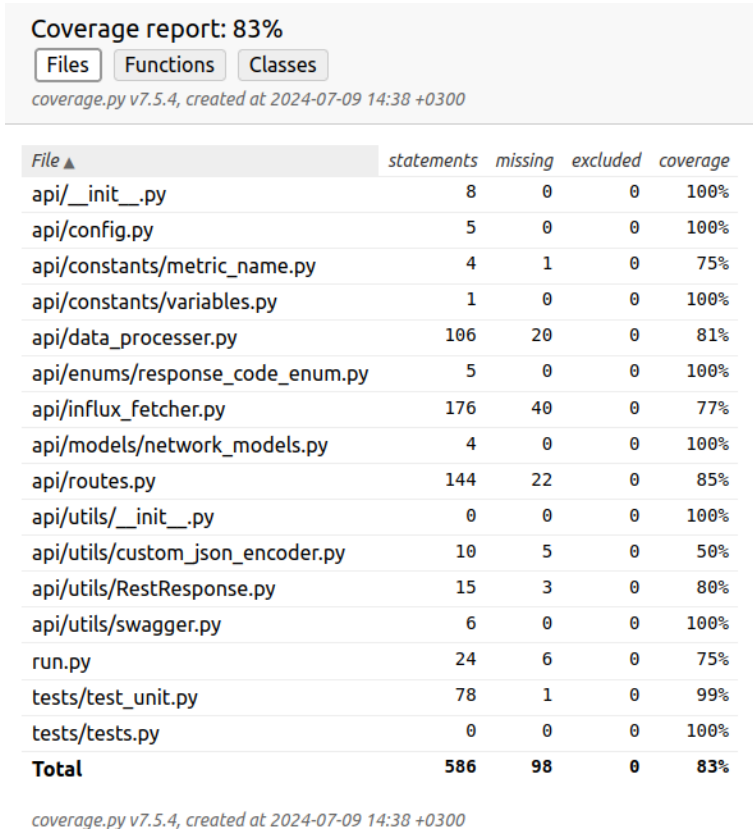 Coverage report: 83%
Files Functions Classes
coverage.py v7.5.4, created at 2024-07-09 14:38 +0300
File▲ statements missing excluded coverage
api/__init__.py 8 0 0 100%
api/config.py 5 0 0 100%
api/constants/metric_name.py 4 1 0 75%
api/constants/variables.py 1 0 0 100%
api/data_processer.py 106 20 0 81%
api/enums/response_code_enum.py 5 0 0 100%
api/influx_fetcher.py 176 40 0 77%
api/models/network_models.py 4 0 0 100%
api/routes.py 144 22 0 85%
api/utils/__init__.py 0 0 0 100%
api/utils/custom_json_encoder.py 10 5 0 50%
api/utils/RestResponse.py 15 3 0 80%
api/utils/swagger.py 6 0 0 100%
run.py 24 6 0 75%
tests/test_unit.py 78 1 0 99%
tests/tests.py 0 0 0 100%
Total 586 98 0 83%
coverage.py v7.5.4, created at 2024-07-09 14:38 +0300